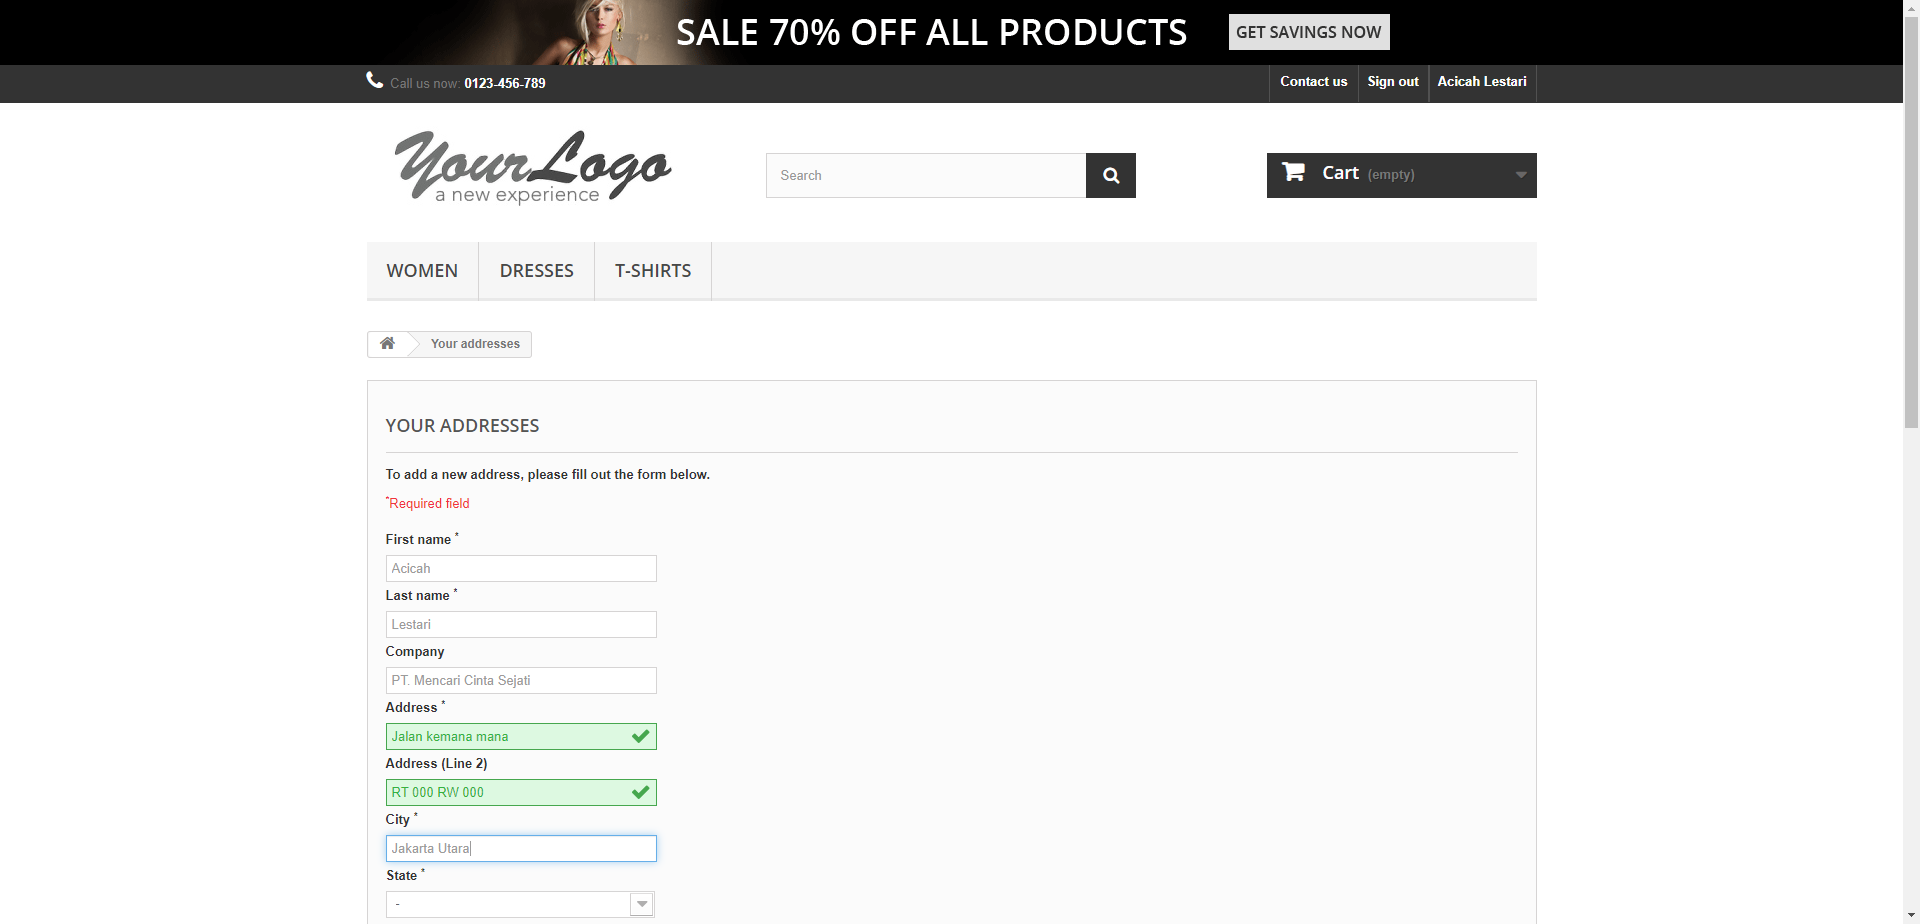 SALE 70% OFF ALL PRODUCTS GET SAVINGS NOW
Call us now: 0123-456-789 Contact us Sign out Acicah Lestari
YourLogo
a new experience
Search
Cart (empty)
WOMEN DRESSES T-SHIRTS
Your addresses
YOUR ADDRESSES
To add a new address, please fill out the form below.
*Required field
First name *
Acicah
Last name *
Lestari
Company
PT. Mencari Cinta Sejati
Address *
Jalan kemana mana
Address (Line 2)
RT 000 RW 000
City *
Jakarta Utara
State *
-